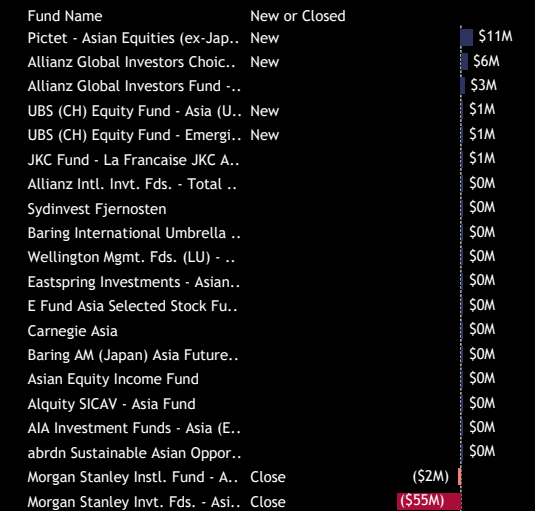 Fund Name New or Closed
Pictet - Asian Equities (ex-Jap.. New $11M
Allianz Global Investors Choic.. New $6M
Allianz Global Investors Fund -.. $3M
UBS (CH) Equity Fund - Asia (U.. New $1M
UBS (CH) Equity Fund - Emergi.. New $1M
JKC Fund - La Francaise JKC A.. $1M
Allianz Intl. Invt. Fds. - Total .. $0M
Sydinvest Fjernosten $0M
Baring International Umbrella .. $0M
Wellington Mgmt. Fds. (LU) - .. $0M
Eastspring Investments - Asian.. $0M
E Fund Asia Selected Stock Fu.. $0M
Carnegie Asia $0M
Baring AM (Japan) Asia Future.. $0M
Asian Equity Income Fund $0M
Alquity SICAV - Asia Fund $0M
AIA Investment Funds - Asia (E.. $0M
abrdn Sustainable Asian Oppor.. $0M
Morgan Stanley Instl. Fund - A.. Close ($2M)
Morgan Stanley Invt. Fds. - Asi.. Close ($55M)